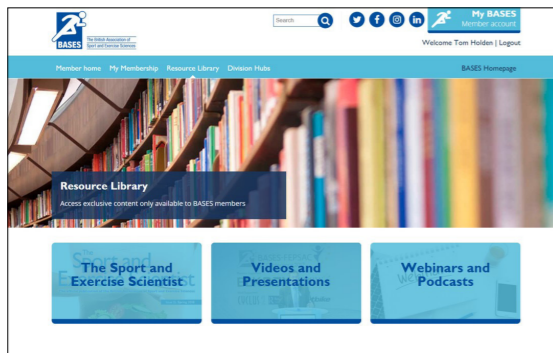 BASES
The British Association of
Sport and Exercise Sciences
Search
My BASES
Member account
Welcome Tom Holden | Logout
Member home My Membership Resource Library Division Hubs BASES Homepage
Resource Library
Access exclusive content only available to BASES members
The Sport and
Exercise Scientist
Videos and
Presentations
Webinars and
Podcasts